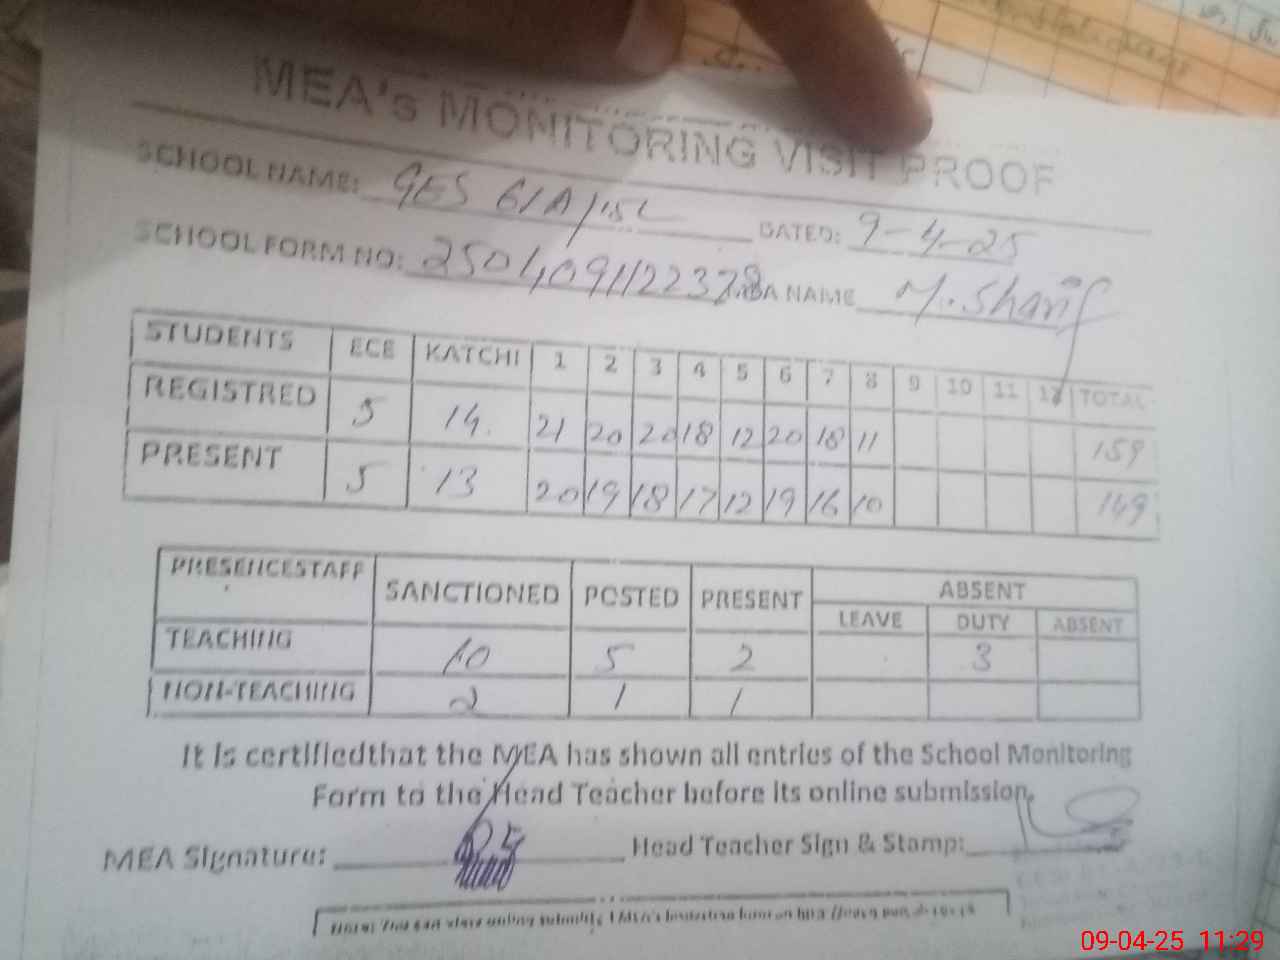 MEA's MONITORING VISIT PROOF
SCHOOL NAME: GES 61A/15L DATED: 9-4-25
SCHOOL FORM NO: 2504091122378 MEA NAME M. Sharif
STUDENTS ECE KATCHI 1 2 3 4 5 6 7 8 9 10 11 12 TOTAL
REGISTRED 5 14 21 20 20 18 12 20 18 11 159
PRESENT 5 13 20 19 18 17 12 19 16 10 149
PRESENCESTAFF SANCTIONED POSTED PRESENT ABSENT
LEAVE DUTY ABSENT
TEACHING 10 5 2 3
NON-TEACHING 2 1 1
It is certifiedthat the MEA has shown all entries of the School Monitoring
Form to the Head Teacher before its online submission.
MEA Signature: Head Teacher Sign & Stamp:
09-04-25 11:29